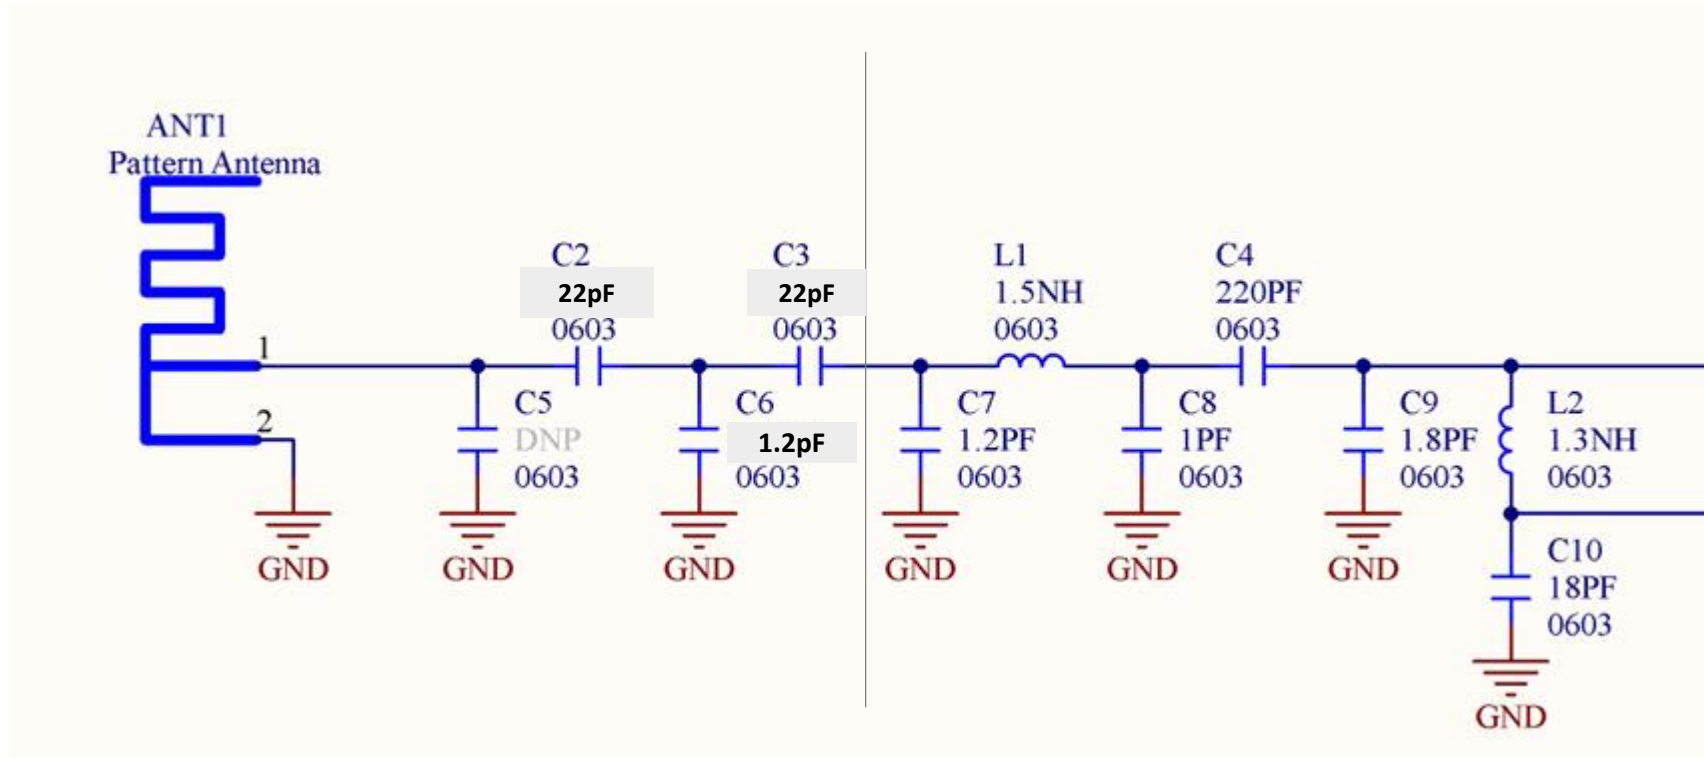 ANT1
Pattern Antenna
1
2
GND
C5
DNP
0603
GND
C2
22pF
0603
C6
1.2pF
0603
GND
C3
22pF
0603
C7
1.2PF
0603
GND
L1
1.5NH
0603
C8
1PF
0603
GND
C4
220PF
0603
C9
1.8PF
0603
GND
L2
1.3NH
0603
C10
18PF
0603
GND